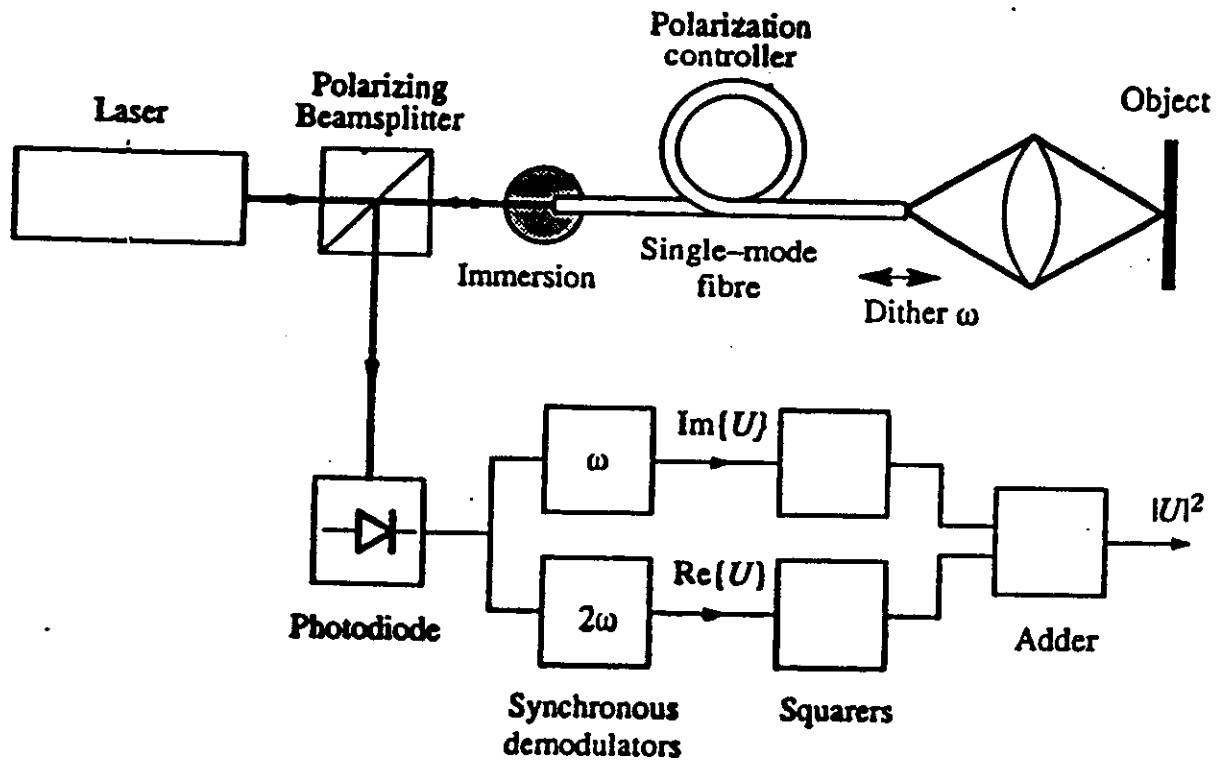 Polarization
controller
Laser
Polarizing
Beamsplitter
Object
Immersion
Single-mode
fibre
Dither ω
Im{U}
ω
|U|²
Re{U}
2ω
Photodiode
Adder
Synchronous
demodulators
Squarers